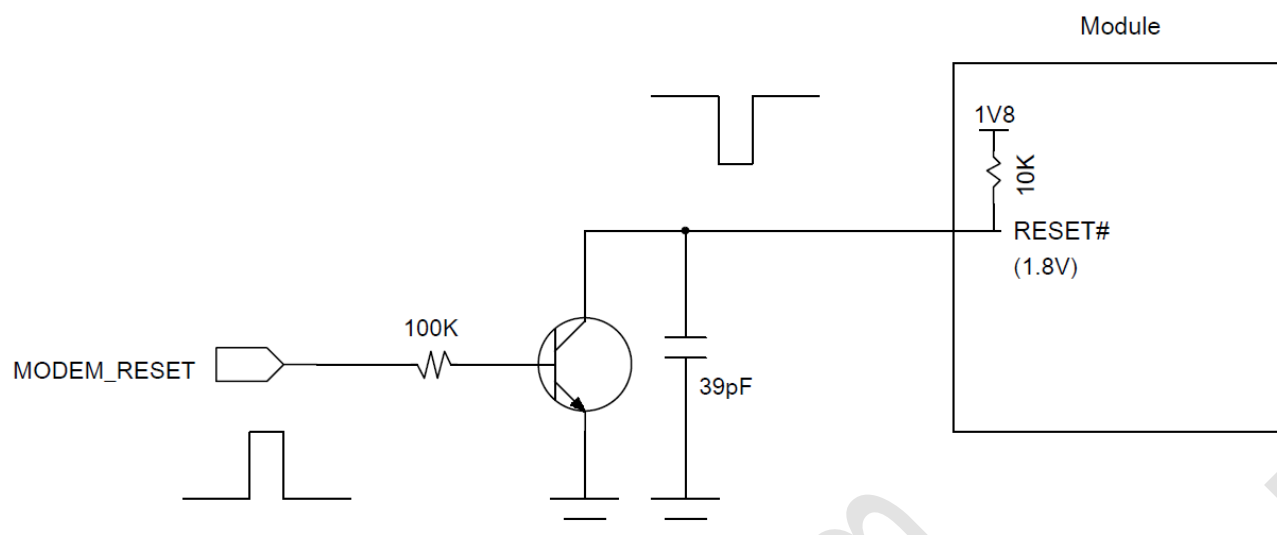 Module
1V8
10K
RESET#
(1.8V)
100K
MODEM_RESET
39pF